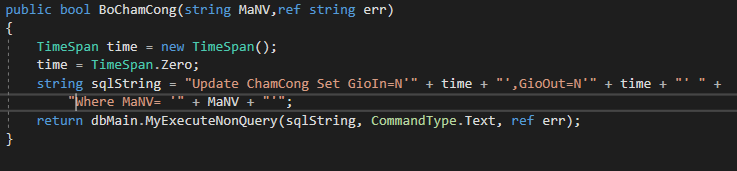 public bool BoChamCong(string MaNV,ref string err)
{
TimeSpan time = new TimeSpan();
time = TimeSpan.Zero;
string sqlString = "Update ChamCong Set GioIn=N'" + time + "',GioOut=N'" + time + "' " +
"Where MaNV= '" + MaNV + "'";
return dbMain.MyExecuteNonQuery(sqlString, CommandType.Text, ref err);
}